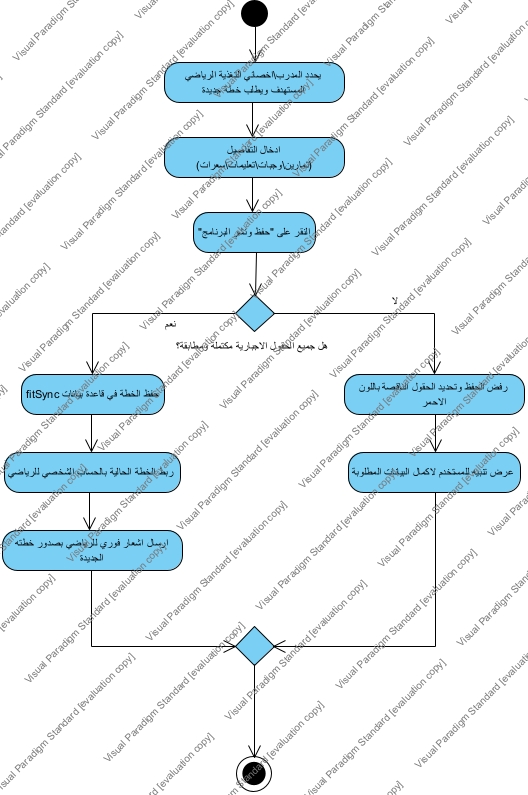 يحدد المدرب\اخصائي التغذية الرياضي
المستهدف ويطلب خطة جديدة
ادخال التفاصيل
(تمارين\وجبات\تعليمات\سعرات)
النقر على "حفظ ونشر البرنامج"
لا
نعم
هل جميع الحقول الاجبارية مكتملة ومطابقة؟
حفظ الخطة في قاعدة بيانات fitSync
رفض الحفظ وتحديد الحقول الناقصة باللون
الاحمر
ربط الخطة الحالية بالحساب الشخصي للرياضي
عرض تنبيه للمستخدم لاكمال البيانات المطلوبة
ارسال اشعار فوري للرياضي بصدور خطته
الجديدة
Visual Paradigm Standard [evaluation copy]